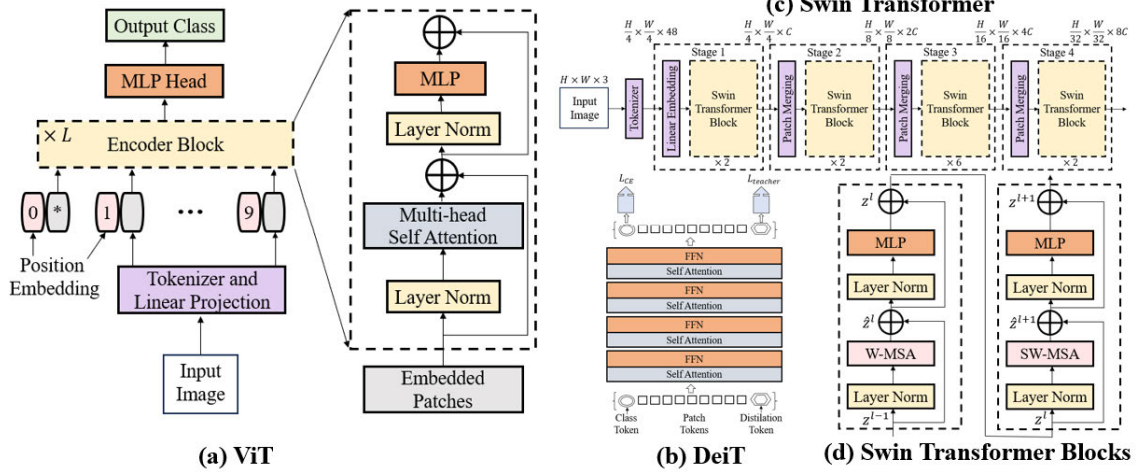 Output Class
MLP Head
× L
Encoder Block
0 *
1
...
9
Position
Embedding
Tokenizer and
Linear Projection
Input
Image
(a) ViT
MLP
Layer Norm
Multi-head
Self Attention
Layer Norm
Embedded
Patches
(c) Swin Transformer
H/4 × W/4 × 48
H/4 × W/4 × C
H/8 × W/8 × 2C
H/16 × W/16 × 4C
H/32 × W/32 × 8C
Stage 1
Stage 2
Stage 3
Stage 4
H × W × 3
Input
Image
Tokenizer
Linear Embedding
Swin
Transformer
Block
×2
Patch Merging
Swin
Transformer
Block
×2
Patch Merging
Swin
Transformer
Block
×6
Patch Merging
Swin
Transformer
Block
×2
L_CE
L_teacher
FFN
Self Attention
FFN
Self Attention
FFN
Self Attention
FFN
Self Attention
Class
Token
Patch
Tokens
Distilation
Token
(b) DeiT
z^l
MLP
Layer Norm
ẑ^l
W-MSA
Layer Norm
z^{l−1}
z^{l+1}
MLP
Layer Norm
ẑ^{l+1}
SW-MSA
Layer Norm
z^l
(d) Swin Transformer Blocks